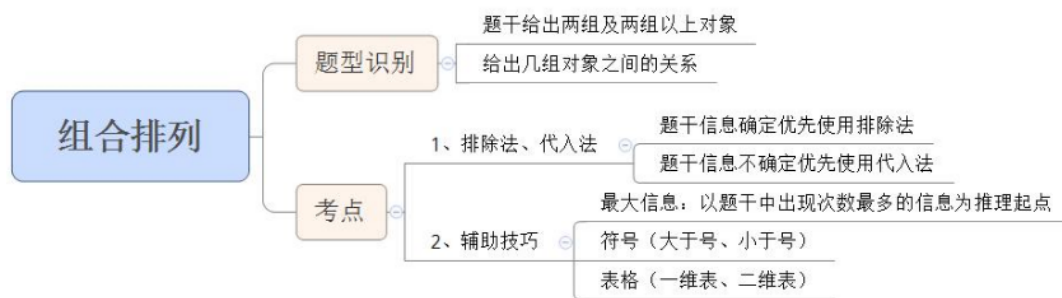 组合排列
题型识别
题干给出两组及两组以上对象
给出几组对象之间的关系
考点
1、排除法、代入法
题干信息确定优先使用排除法
题干信息不确定优先使用代入法
2、辅助技巧
最大信息：以题干中出现次数最多的信息为推理起点
符号（大于号、小于号）
表格（一维表、二维表）